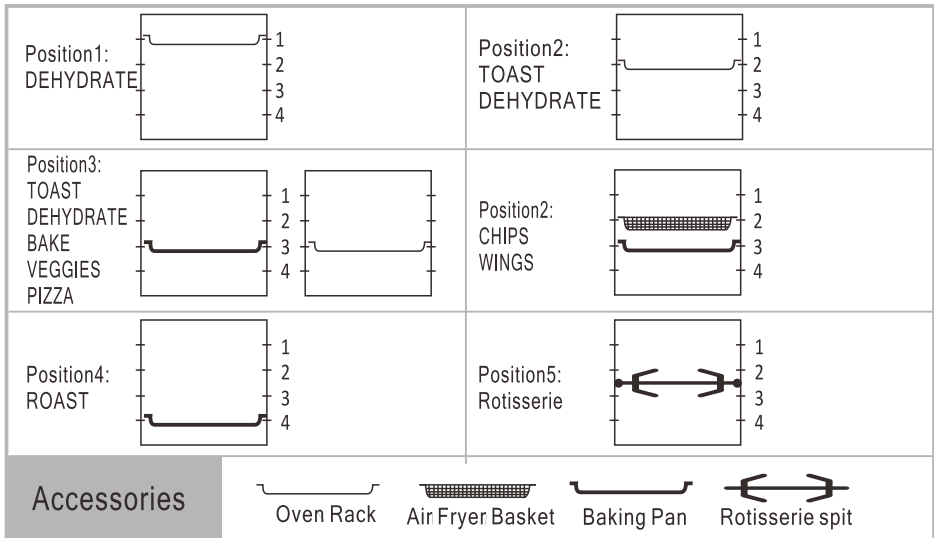 Position1:
DEHYDRATE
1
2
3
4
Position2:
TOAST
DEHYDRATE
1
2
3
4
Position3:
TOAST
DEHYDRATE
BAKE
VEGGIES
PIZZA
1
2
3
4
Position2:
CHIPS
WINGS
1
2
3
4
Position4:
ROAST
1
2
3
4
Position5:
Rotisserie
1
2
3
4
Accessories
Oven Rack
Air Fryer Basket
Baking Pan
Rotisserie spit